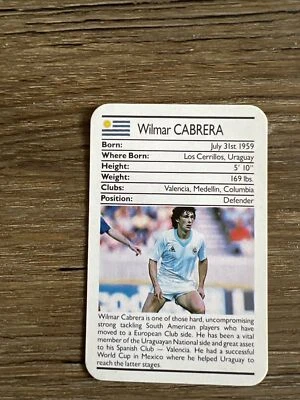 Wilmar CABRERA
Born: July 31st 1959
Where Born: Los Cerrillos, Uruguay
Height: 5' 10"
Weight: 169 lbs.
Clubs: Valencia, Medellin, Columbia
Position: Defender
Wilmar Cabrera is one of those hard, uncompromising
strong tackling South American players who have
moved to a European Club side. He has been a vital
member of the Uruguayan National side and great asset
to his Spanish Club — Valencia. He had a successful
World Cup in Mexico where he helped Uruguay to
reach the latter stages.